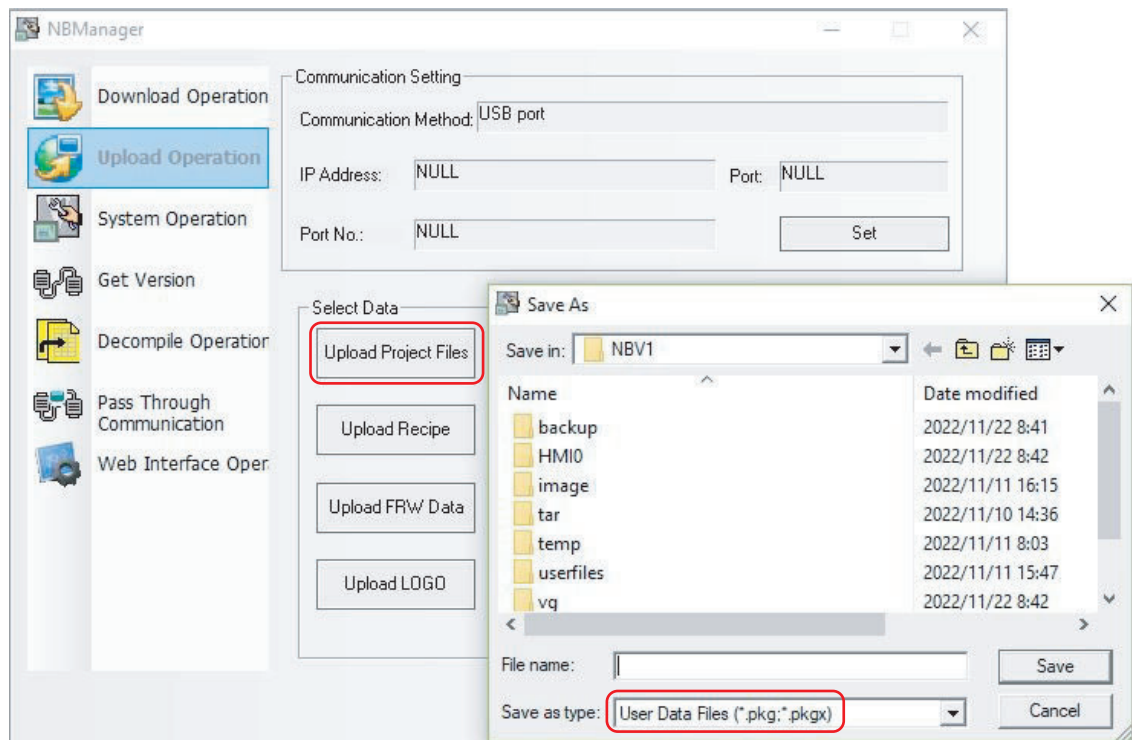 NBManager
Download Operation
Upload Operation
System Operation
Get Version
Decompile Operation
Pass Through
Communication
Web Interface Oper
Communication Setting
Communication Method: USB port
IP Address: NULL Port: NULL
Port No.: NULL Set
Select Data
Upload Project Files
Upload Recipe
Upload FRW Data
Upload LOGO
Save As
Save in: NBV1
Name Date modified
backup 2022/11/22 8:41
HMI0 2022/11/22 8:42
image 2022/11/11 16:15
tar 2022/11/10 14:36
temp 2022/11/11 8:03
userfiles 2022/11/11 15:47
vg 2022/11/22 8:42
File name: Save
Save as type: User Data Files (*.pkg;*.pkgx) Cancel